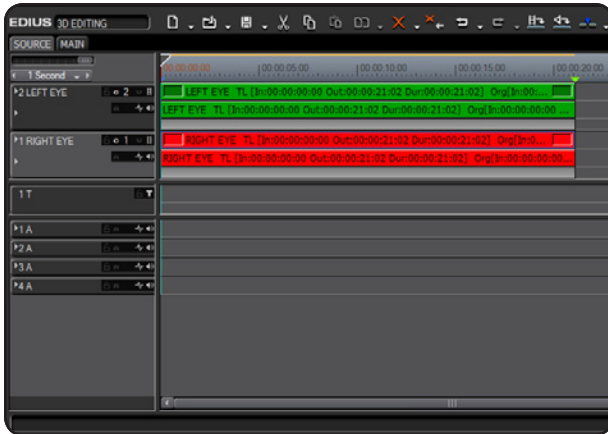 EDIUS 3D EDITING
SOURCE MAIN
1 Second
00:00:00:00 00:00:05:00 00:00:10:00 00:00:15:00 00:00:20:00
2 LEFT EYE 2
LEFT EYE TL [In:00:00:00:00 Out:00:00:21:02 Dur:00:00:21:02] Org[In:00:...
LEFT EYE TL [In:00:00:00:00 Out:00:00:21:02 Dur:00:00:21:02] Org[In:00:00:00:00 ...
1 RIGHT EYE 1
RIGHT EYE TL [In:00:00:00:00 Out:00:00:21:02 Dur:00:00:21:02] Org[In:0...
RIGHT EYE TL [In:00:00:00:00 Out:00:00:21:02 Dur:00:00:21:02] Org[In:00:00:00:00...
1 T T
1 A
2 A
3 A
4 A